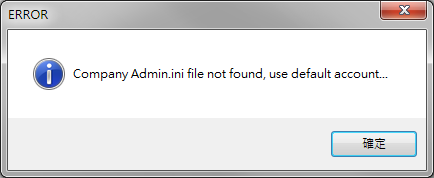 ERROR
Company Admin.ini file not found, use default account...
確定